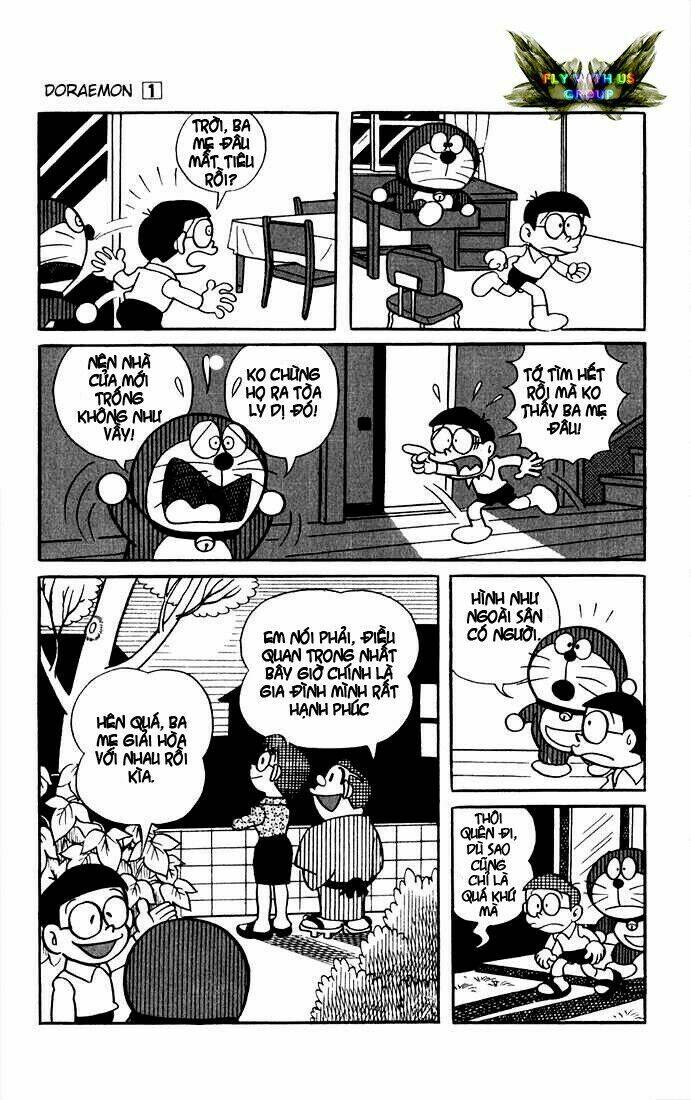 FLY WITH US
GROUP
DORAEMON 1
TRỜI, BA
MẸ ĐÂU
MẤT TIÊU
RỒI?
NÊN NHÀ
CỬA MỚI
TRỐNG
KHÔNG NHƯ
VẦY!
KO CHỪNG
HỌ RA TÒA
LY DỊ ĐÓ!
TỚ TÌM HẾT
RỒI MÀ KO
THẤY BA MẸ
ĐÂU!
HÌNH NHƯ
NGOÀI SÂN
CÓ NGƯỜI.
THÔI
QUÊN ĐI,
DÙ SAO
CŨNG
CHỈ LÀ
QUÁ KHỨ
MÀ
EM NÓI PHẢI, ĐIỀU
QUAN TRỌNG NHẤT
BÂY GIỜ CHÍNH LÀ
GIA ĐÌNH MÌNH RẤT
HẠNH PHÚC
HÊN QUÁ, BA
MẸ GIẢI HÒA
VỚI NHAU RỒI
KÌA.